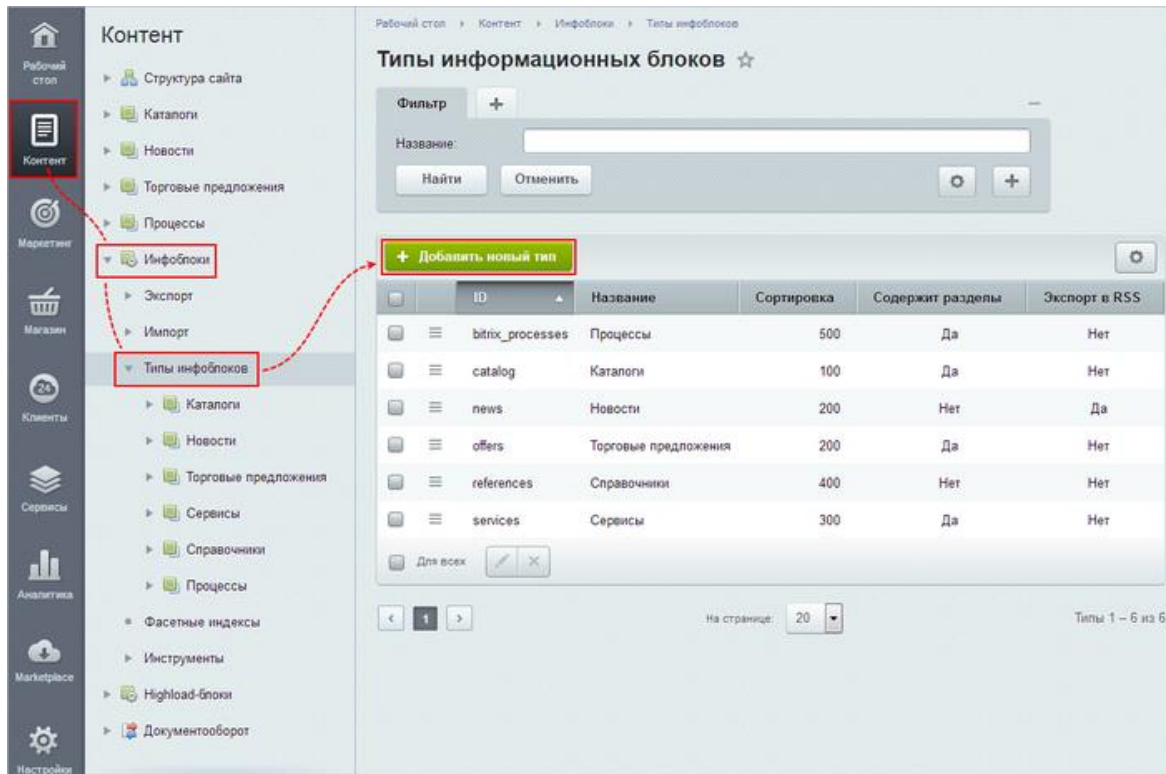 Рабочий
стол
Контент
Маркетинг
Магазин
24
Клиенты
Сервисы
Аналитика
Marketplace
Настройки
Контент
Структура сайта
Каталоги
Новости
Торговые предложения
Процессы
Инфоблоки
Экспорт
Импорт
Типы инфоблоков
Каталоги
Новости
Торговые предложения
Сервисы
Справочники
Процессы
Фасетные индексы
Инструменты
Highload-блоки
Документооборот
Рабочий стол Контент Инфоблоки Типы инфоблоков
Типы информационных блоков
Фильтр
Название:
Найти Отменить
Добавить новый тип
ID Название Сортировка Содержит разделы Экспорт в RSS
bitrix_processes Процессы 500 Да Нет
catalog Каталоги 100 Да Нет
news Новости 200 Нет Да
offers Торговые предложения 200 Да Нет
references Справочники 400 Нет Нет
services Сервисы 300 Да Нет
Для всех
1 На странице: 20 Типы 1 – 6 из 6